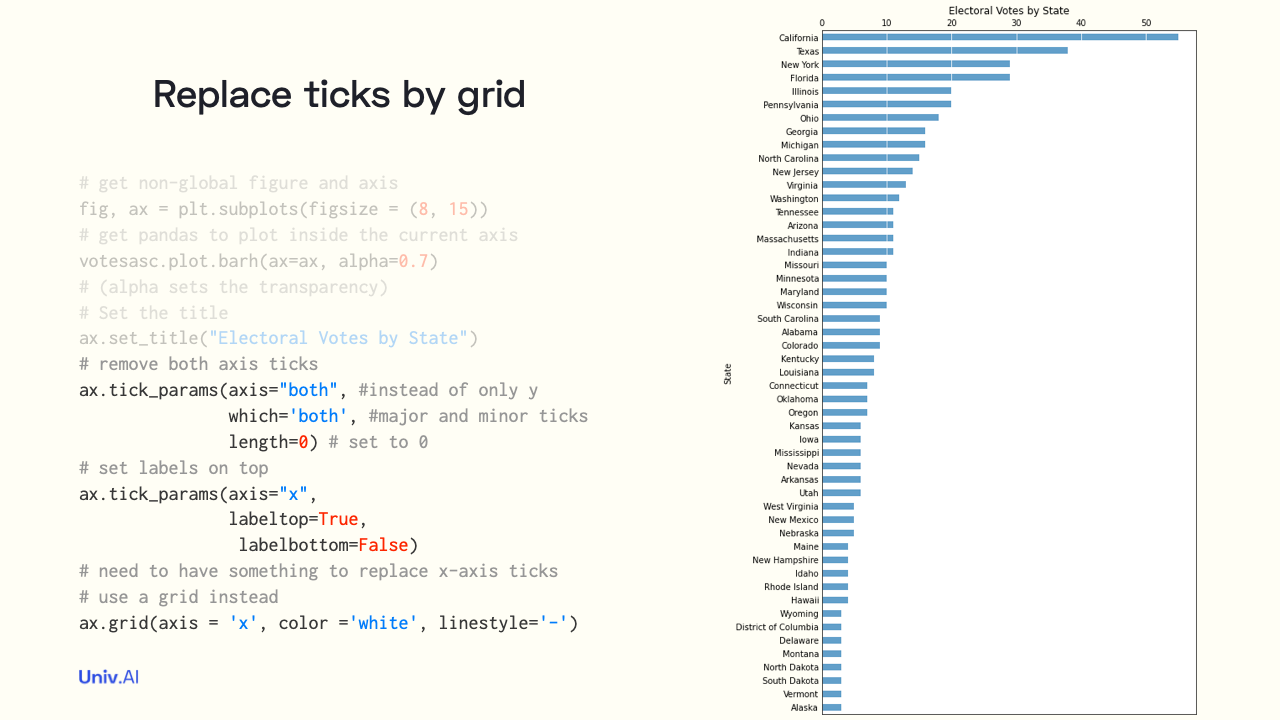 Replace ticks by grid
# get non-global figure and axis
fig, ax = plt.subplots(figsize = (8, 15))
# get pandas to plot inside the current axis
votesasc.plot.barh(ax=ax, alpha=0.7)
# (alpha sets the transparency)
# Set the title
ax.set_title("Electoral Votes by State")
# remove both axis ticks
ax.tick_params(axis="both", #instead of only y
               which='both', #major and minor ticks
               length=0) # set to 0
# set labels on top
ax.tick_params(axis="x",
               labeltop=True,
                labelbottom=False)
# need to have something to replace x-axis ticks
# use a grid instead
ax.grid(axis = 'x', color ='white', linestyle='-')
Univ.AI
Electoral Votes by State
0 10 20 30 40 50
California
Texas
New York
Florida
Illinois
Pennsylvania
Ohio
Georgia
Michigan
North Carolina
New Jersey
Virginia
Washington
Tennessee
Arizona
Massachusetts
Indiana
Missouri
Minnesota
Maryland
Wisconsin
South Carolina
Alabama
Colorado
Kentucky
Louisiana
Connecticut
Oklahoma
Oregon
Kansas
Iowa
Mississippi
Nevada
Arkansas
Utah
West Virginia
New Mexico
Nebraska
Maine
New Hampshire
Idaho
Rhode Island
Hawaii
Wyoming
District of Columbia
Delaware
Montana
North Dakota
South Dakota
Vermont
Alaska
State